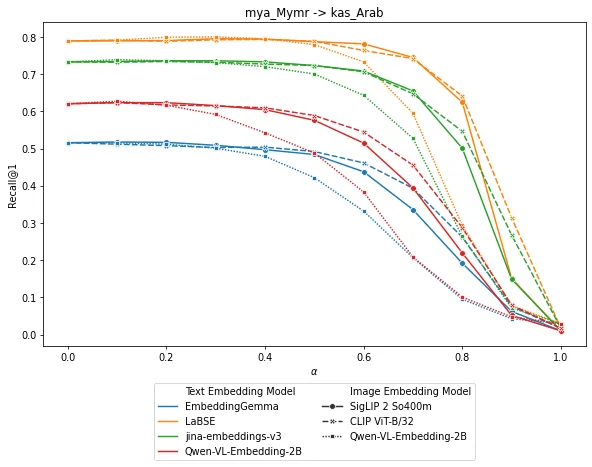 mya_Mymr -> kas_Arab
Recall@1
0.8
0.7
0.6
0.5
0.4
0.3
0.2
0.1
0.0
0.0 0.2 0.4 0.6 0.8 1.0
α
Text Embedding Model
EmbeddingGemma
LaBSE
jina-embeddings-v3
Qwen-VL-Embedding-2B
Image Embedding Model
SigLIP 2 So400m
CLIP ViT-B/32
Qwen-VL-Embedding-2B